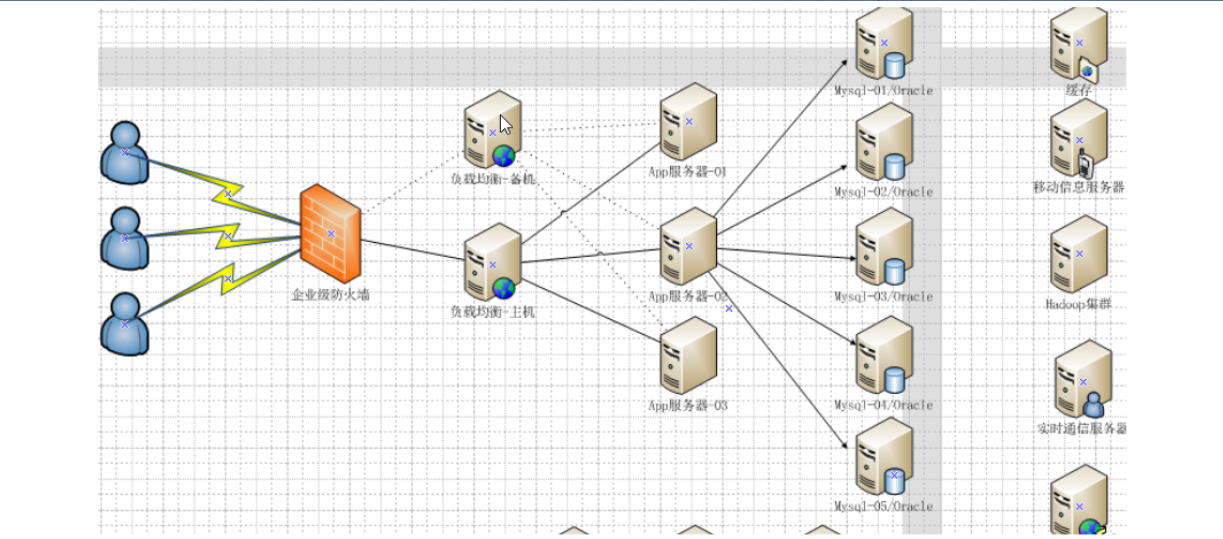 Mysql-01/Oracle
缓存
负载均衡-备机
App服务器-01
Mysql-02/Oracle
移动信息服务器
企业级防火墙
负载均衡-主机
App服务器-02
Mysql-03/Oracle
Hadoop集群
App服务器-03
Mysql-04/Oracle
实时通信服务器
Mysql-05/Oracle